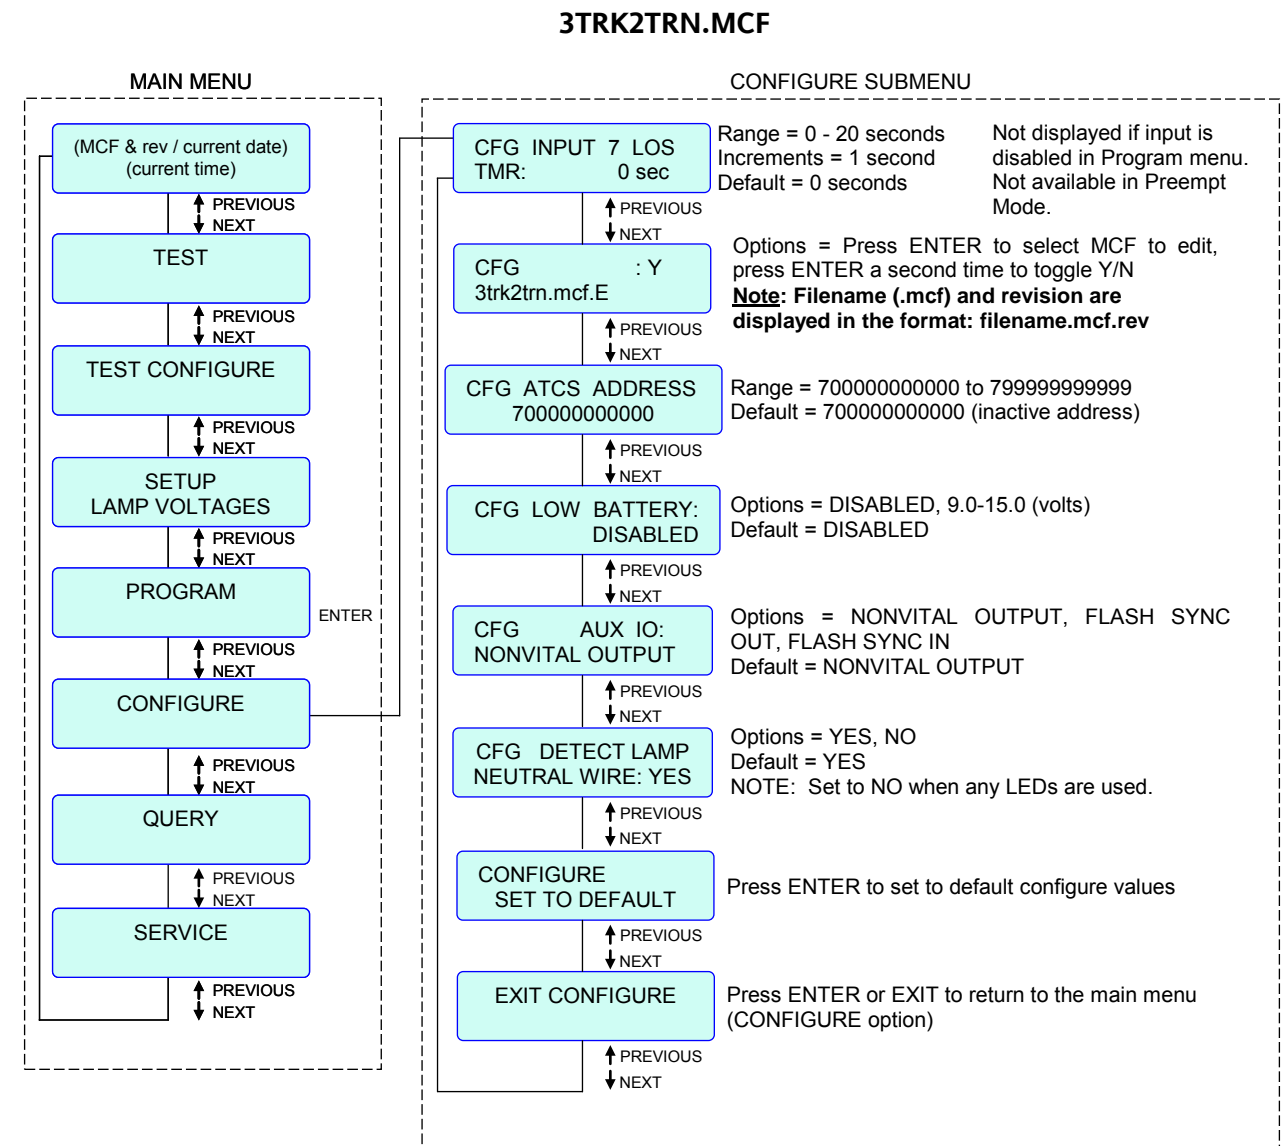 3TRK2TRN.MCF
MAIN MENU
(MCF & rev / current date)
(current time)
PREVIOUS
NEXT
TEST
PREVIOUS
NEXT
TEST CONFIGURE
PREVIOUS
NEXT
SETUP
LAMP VOLTAGES
PREVIOUS
NEXT
PROGRAM
ENTER
PREVIOUS
NEXT
CONFIGURE
PREVIOUS
NEXT
QUERY
PREVIOUS
NEXT
SERVICE
PREVIOUS
NEXT
CONFIGURE SUBMENU
CFG INPUT 7 LOS
TMR: 0 sec
Range = 0 - 20 seconds
Increments = 1 second
Default = 0 seconds
Not displayed if input is
disabled in Program menu.
Not available in Preempt
Mode.
PREVIOUS
NEXT
CFG : Y
3trk2trn.mcf.E
Options = Press ENTER to select MCF to edit,
press ENTER a second time to toggle Y/N
Note: Filename (.mcf) and revision are
displayed in the format: filename.mcf.rev
PREVIOUS
NEXT
CFG ATCS ADDRESS
700000000000
Range = 700000000000 to 799999999999
Default = 700000000000 (inactive address)
PREVIOUS
NEXT
CFG LOW BATTERY:
DISABLED
Options = DISABLED, 9.0-15.0 (volts)
Default = DISABLED
PREVIOUS
NEXT
CFG AUX IO:
NONVITAL OUTPUT
Options = NONVITAL OUTPUT, FLASH SYNC
OUT, FLASH SYNC IN
Default = NONVITAL OUTPUT
PREVIOUS
NEXT
CFG DETECT LAMP
NEUTRAL WIRE: YES
Options = YES, NO
Default = YES
NOTE: Set to NO when any LEDs are used.
PREVIOUS
NEXT
CONFIGURE
SET TO DEFAULT
Press ENTER to set to default configure values
PREVIOUS
NEXT
EXIT CONFIGURE
Press ENTER or EXIT to return to the main menu
(CONFIGURE option)
PREVIOUS
NEXT